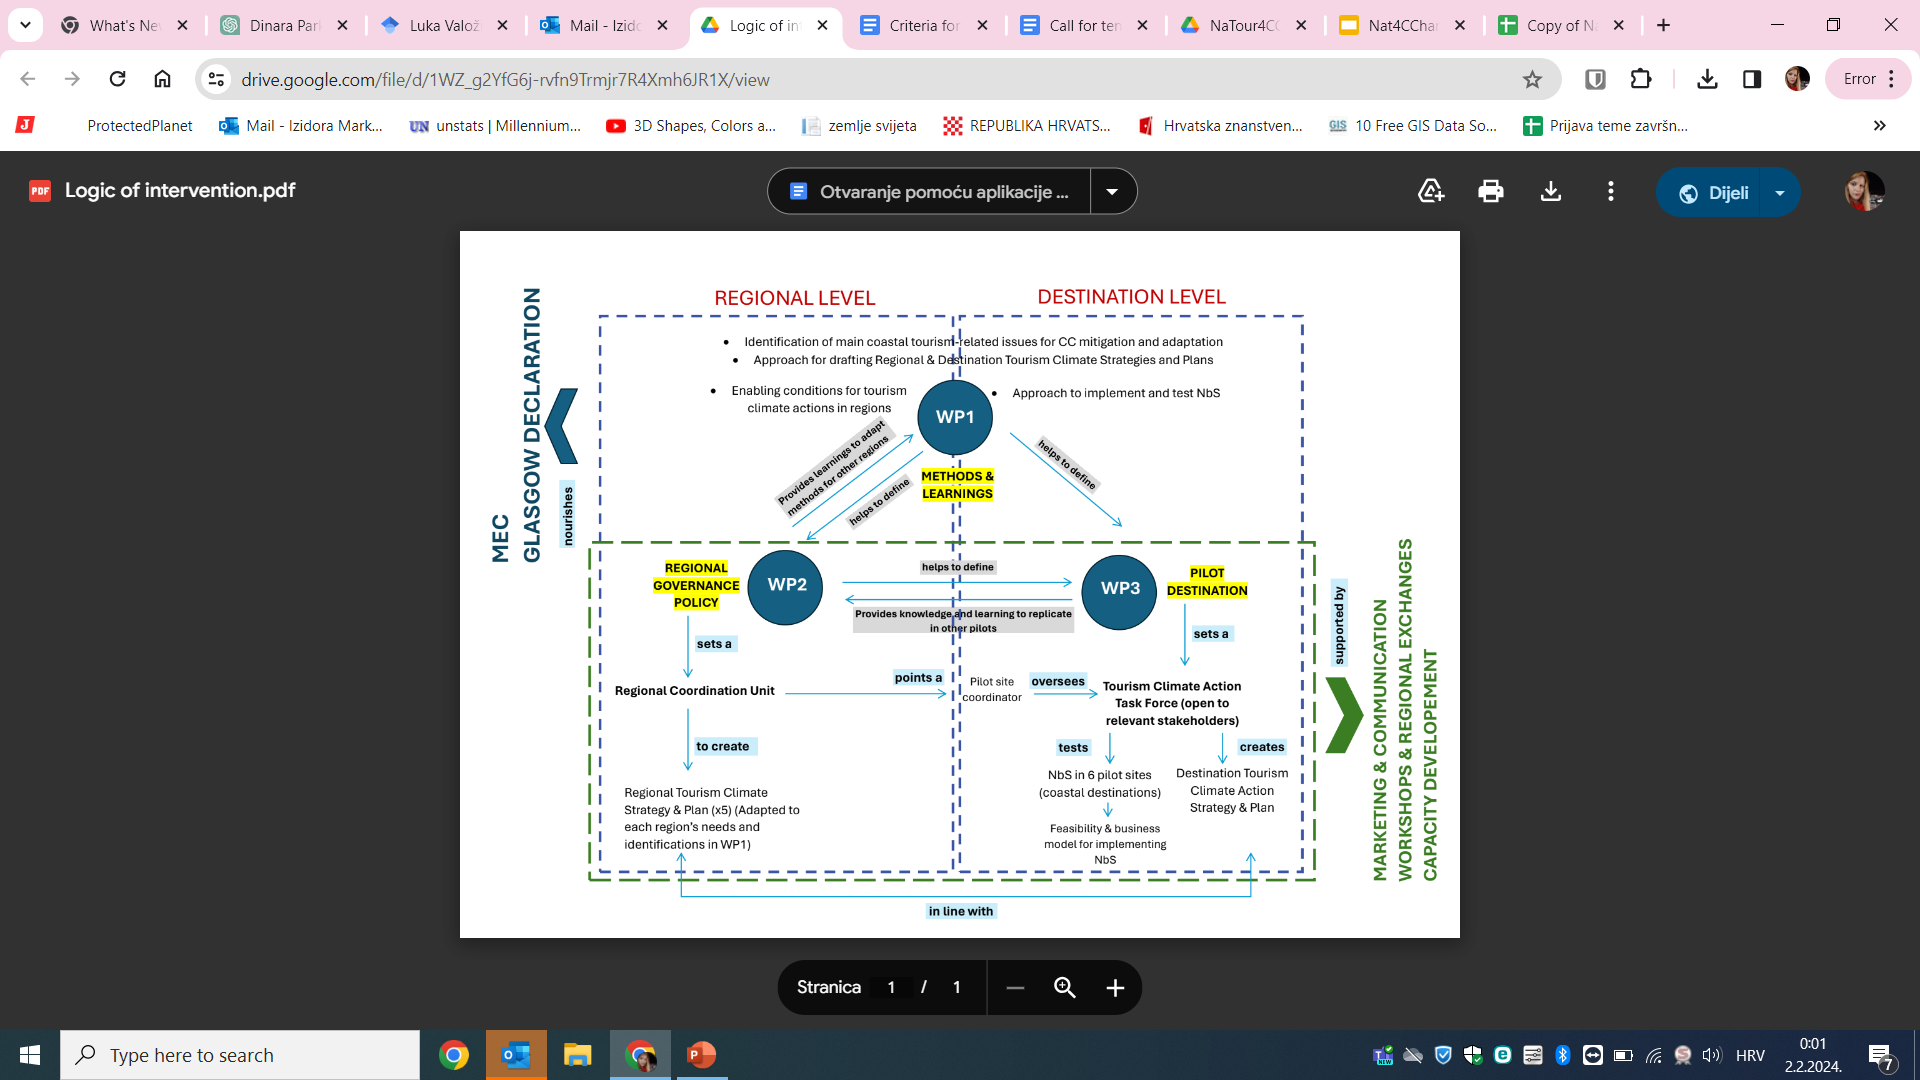 What's Ne
Dinara Par
Luka Valož
Mail - Izid
Logic of in
Criteria for
Call for ter
NaTour4CC
Nat4CCha
Copy of N
drive.google.com/file/d/1WZ_g2YfG6j-rvfn9Trmjr7R4Xmh6JR1X/view
Error
ProtectedPlanet
Mail - Izidora Mark...
UN unstats | Millennium...
3D Shapes, Colors a...
zemlje svijeta
REPUBLIKA HRVATS...
Hrvatska znanstven...
GIS 10 Free GIS Data So...
Prijava teme završn...
PDF Logic of intervention.pdf
Otvaranje pomoću aplikacije ...
Dijeli
REGIONAL LEVEL
DESTINATION LEVEL
MEC
GLASGOW DECLARATION
nourishes
• Identification of main coastal tourism-related issues for CC mitigation and adaptation
• Approach for drafting Regional & Destination Tourism Climate Strategies and Plans
• Enabling conditions for tourism
climate actions in regions
• Approach to implement and test NbS
WP1
METHODS &
LEARNINGS
Provides learnings to adapt
methods for other regions
helps to define
helps to define
REGIONAL
GOVERNANCE
POLICY
WP2
helps to define
Provides knowledge and learning to replicate
in other pilots
WP3
PILOT
DESTINATION
sets a
sets a
Regional Coordination Unit
points a
Pilot site
coordinator
oversees
Tourism Climate Action
Task Force (open to
relevant stakeholders)
to create
tests
creates
Regional Tourism Climate
Strategy & Plan (x5) (Adapted to
each region's needs and
identifications in WP1)
NbS in 6 pilot sites
(coastal destinations)
Feasibility & business
model for implementing
NbS
Destination Tourism
Climate Action
Strategy & Plan
in line with
supported by
MARKETING & COMMUNICATION
WORKSHOPS & REGIONAL EXCHANGES
CAPACITY DEVELOPEMENT
Stranica 1 / 1
Type here to search
HRV
0:01
2.2.2024.
7